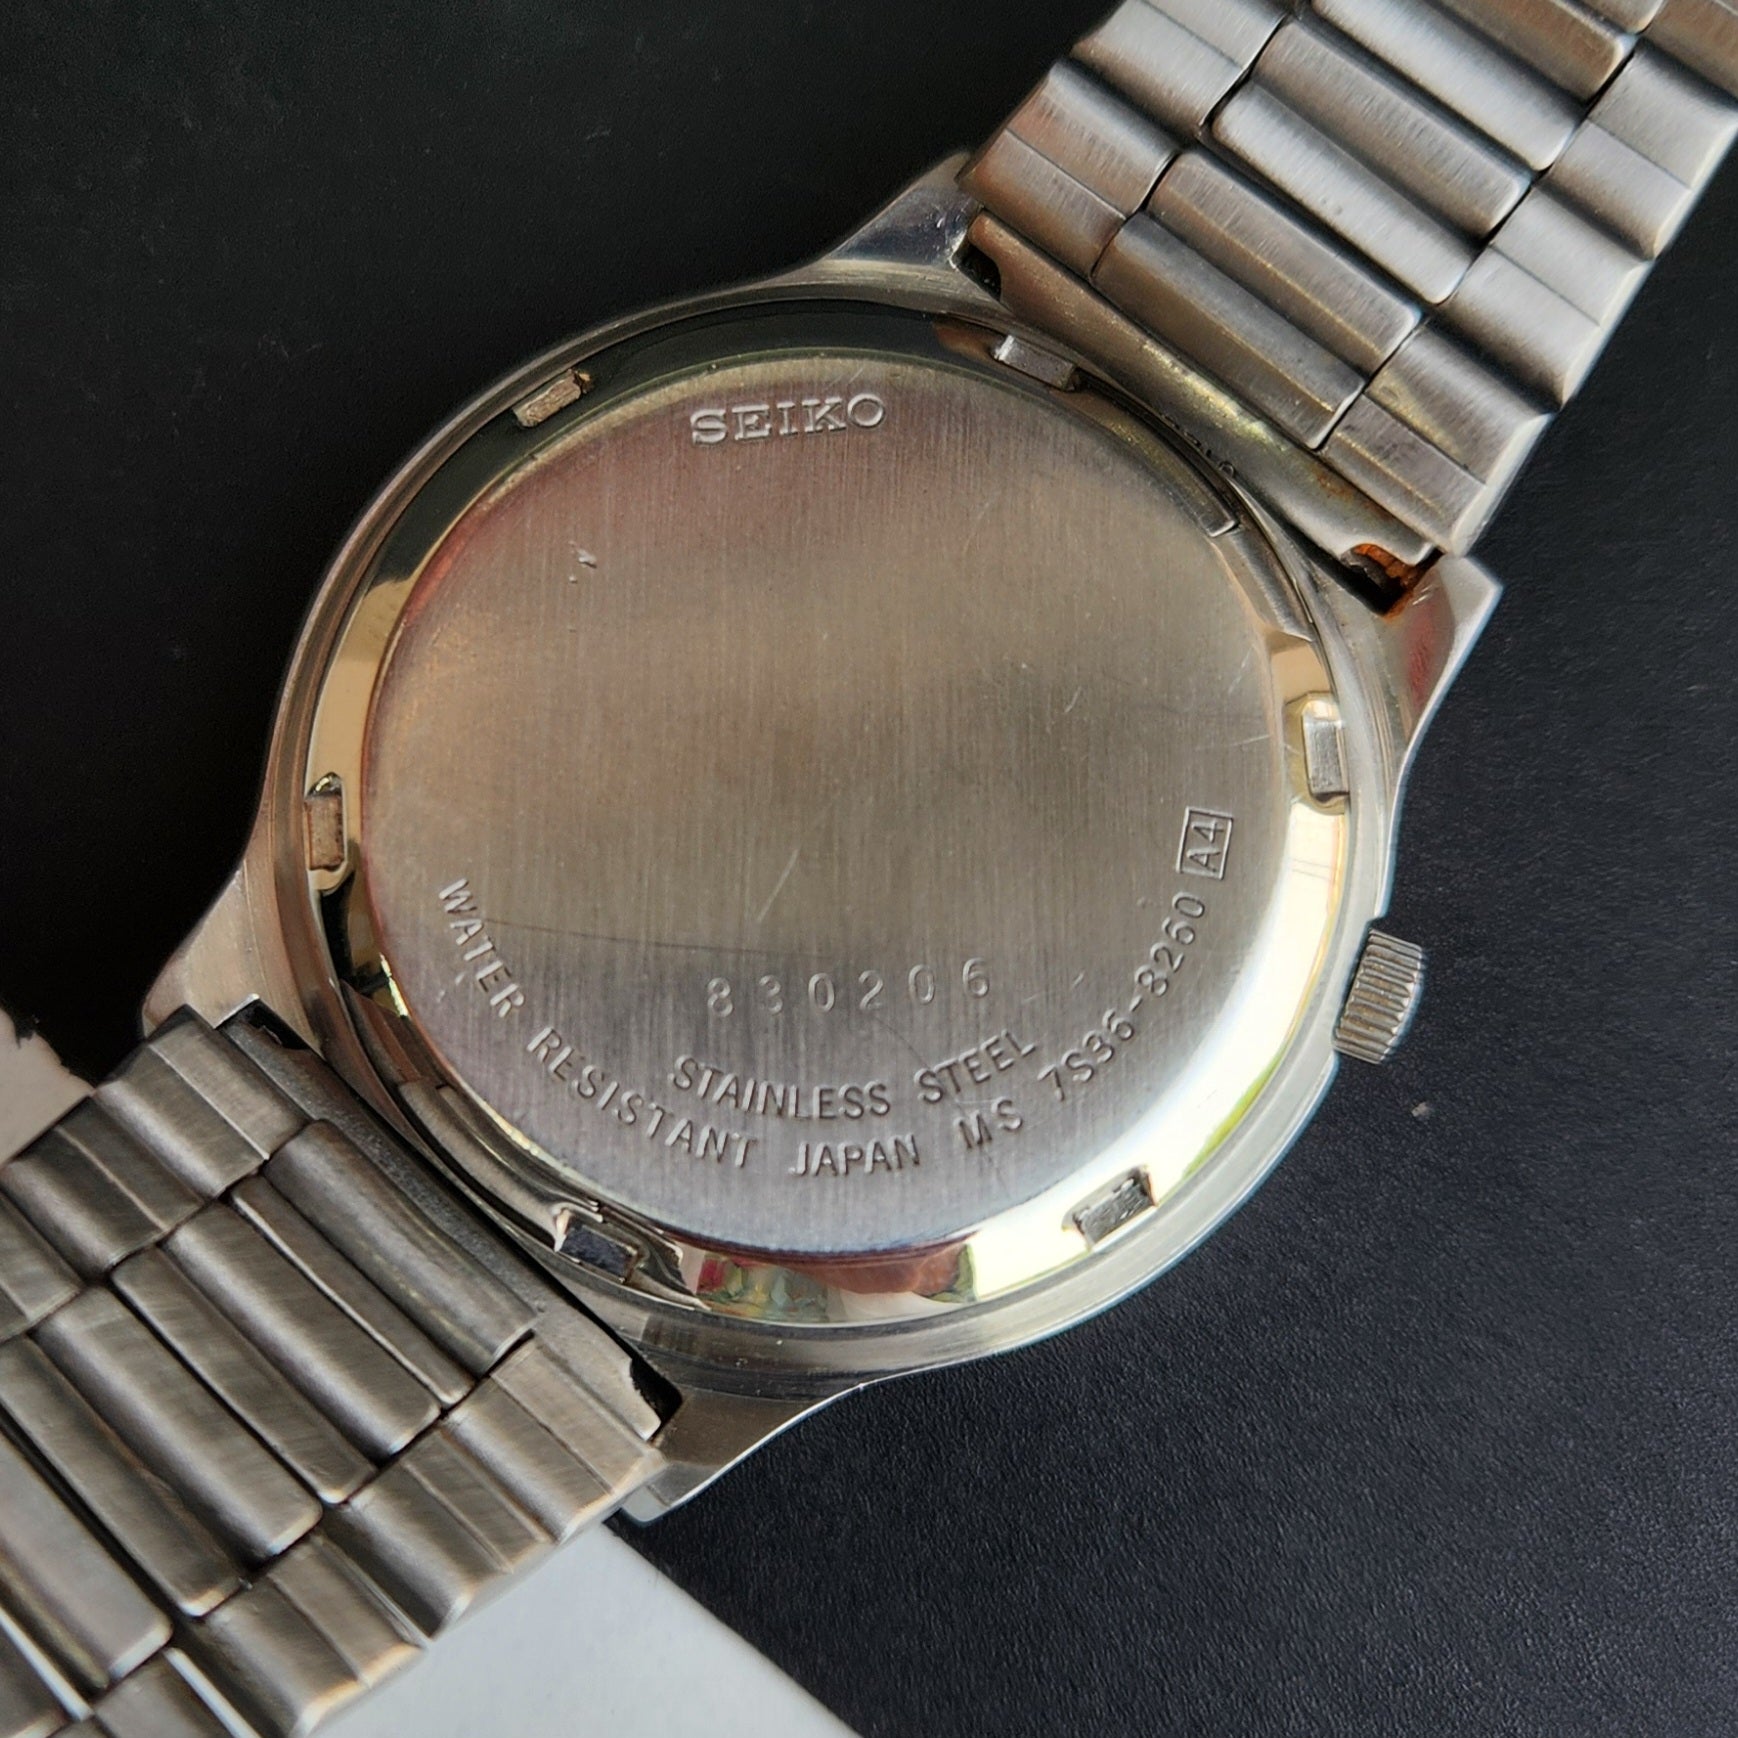 SEIKO
830206
STAINLESS STEEL
WATER RESISTANT JAPAN MS 7S36-8260 A4